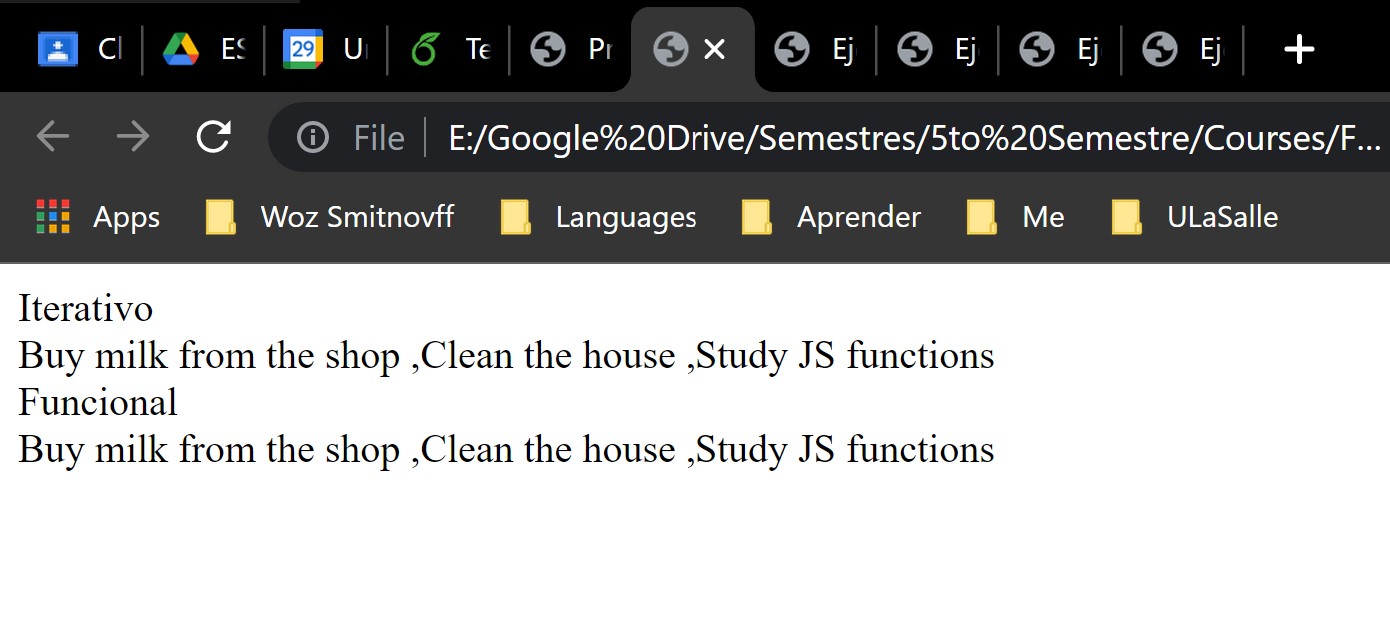 Cl ES 29 U Te Pr Ej Ej Ej Ej
File E:/Google%20Drive/Semestres/5to%20Semestre/Courses/F...
Apps Woz Smitnovff Languages Aprender Me ULaSalle
Iterativo
Buy milk from the shop ,Clean the house ,Study JS functions
Funcional
Buy milk from the shop ,Clean the house ,Study JS functions